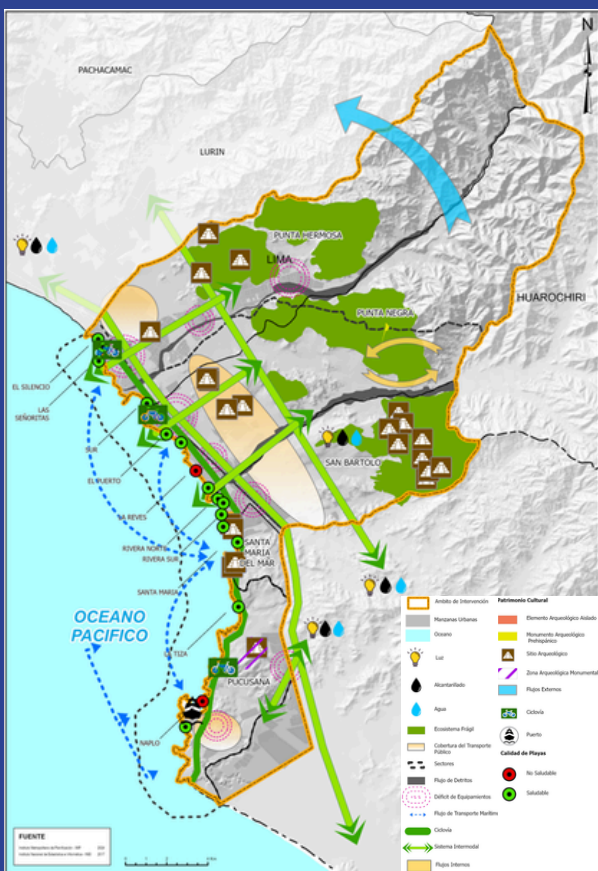 N
PACHACAMAC
LURIN
PUNTA HERMOSA
LIMA
HUAROCHIRI
PUNTA NEGRA
EL SILENCIO
LAS
SEÑORITAS
SUR
EL PUERTO
SAN BARTOLO
LA REVES
RIVERA NORTE
RIVERA SUR
SANTA
MARIA
DEL MAR
SANTA MARIA
OCEANO
PACIFICO
LA TIZA
PUCUSANA
NAPLO
FUENTE
Ambito de Intervención
Manzanas Urbanas
Oceano
Luz
Alcantarillado
Agua
Ecosistema Frágil
Cobertura del Transporte
Público
Sectores
Flujo de Detritos
Déficit de Equipamientos
Flujo de Transporte Marítimo
Ciclovía
Sistema Intermodal
Flujos Internos
Patrimonio Cultural
Elemento Arqueológico Aislado
Monumento Arqueológico
Prehispánico
Sitio Arqueológico
Zona Arqueológica Monumental
Flujos Externos
Ciclovía
Puerto
Calidad de Playas
No Saludable
Saludable